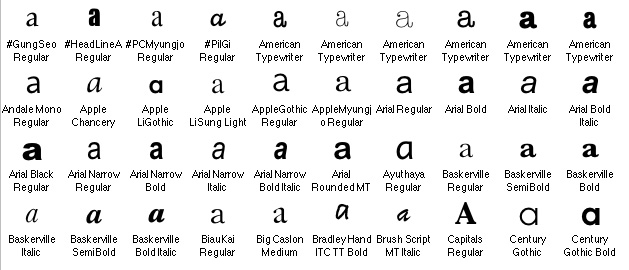 a a a a a a a a a a
#GungSeo #HeadLineA #PCMyungjo #PilGi American American American American American American
Regular Regular Regular Regular Typewriter Typewriter Typewriter Typewriter Typewriter Typewriter
a a a a a a a a a a
Andale Mono Apple Apple Apple AppleGothic AppleMyungj Arial Regular Arial Bold Arial Italic Arial Bold
Regular Chancery LiGothic LiSung Light Regular o Regular Italic
a a a a a a a a a a
Arial Black Arial Narrow Arial Narrow Arial Narrow Arial Narrow Arial Ayuthaya Baskerville Baskerville Baskerville
Regular Regular Bold Italic Bold Italic Rounded MT Regular Regular SemiBold Bold
a a a a a a a A a a
Baskerville Baskerville Baskerville BiauKai Big Caslon Bradley Hand Brush Script Capitals Century Century
Italic SemiBold Bold Italic Regular Medium ITC TT Bold MT Italic Regular Gothic Gothic Bold